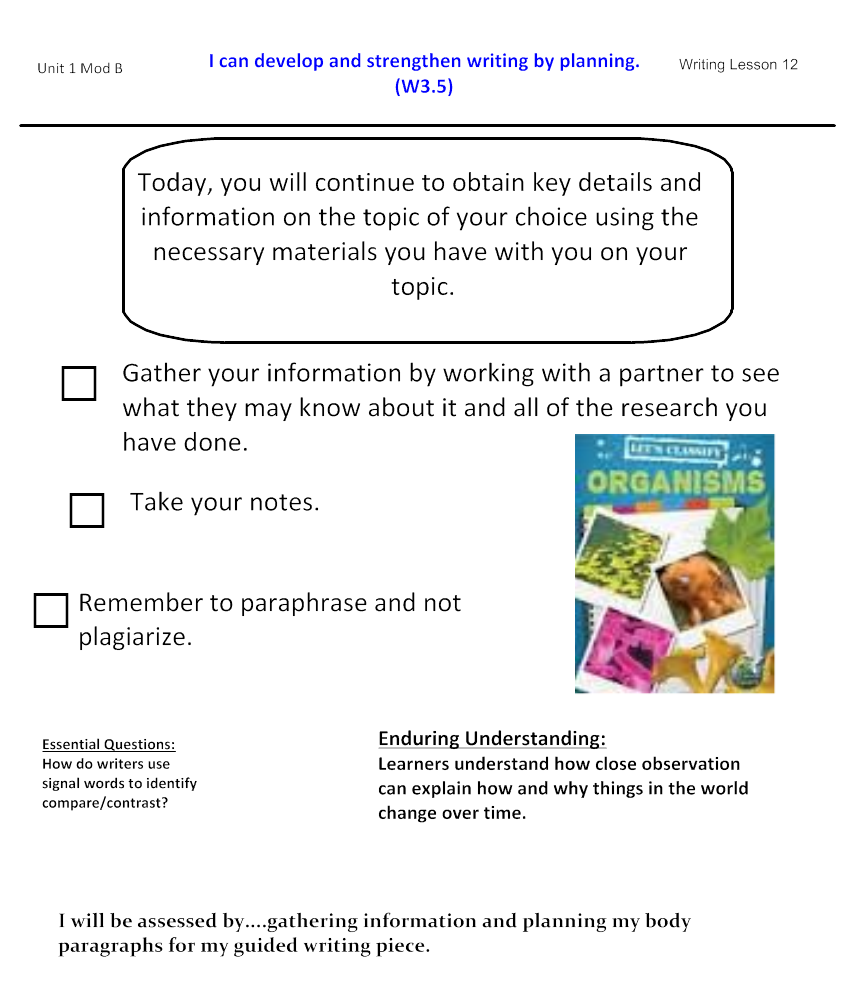 Unit 1 Mod B
I can develop and strengthen writing by planning.
(W3.5)
Writing Lesson 12
Today, you will continue to obtain key details and
information on the topic of your choice using the
necessary materials you have with you on your
topic.
Gather your information by working with a partner to see
what they may know about it and all of the research you
have done.
LET'S CLASSIFY
ORGANISMS
Take your notes.
Remember to paraphrase and not
plagiarize.
Essential Questions:
How do writers use
signal words to identify
compare/contrast?
Enduring Understanding:
Learners understand how close observation
can explain how and why things in the world
change over time.
I will be assessed by....gathering information and planning my body
paragraphs for my guided writing piece.